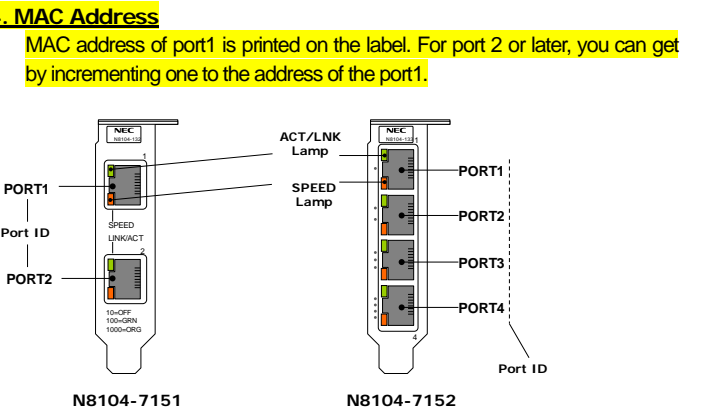 . MAC Address
MAC address of port1 is printed on the label. For port 2 or later, you can get
by incrementing one to the address of the port1.
NEC
N8104-132
1
PORT1
Port ID
PORT2
SPEED
LINK/ACT
2
10=OFF
100=GRN
1000=ORG
N8104-7151
ACT/LNK
Lamp
SPEED
Lamp
NEC
N8104-133
1
PORT1
PORT2
PORT3
PORT4
4
Port ID
N8104-7152